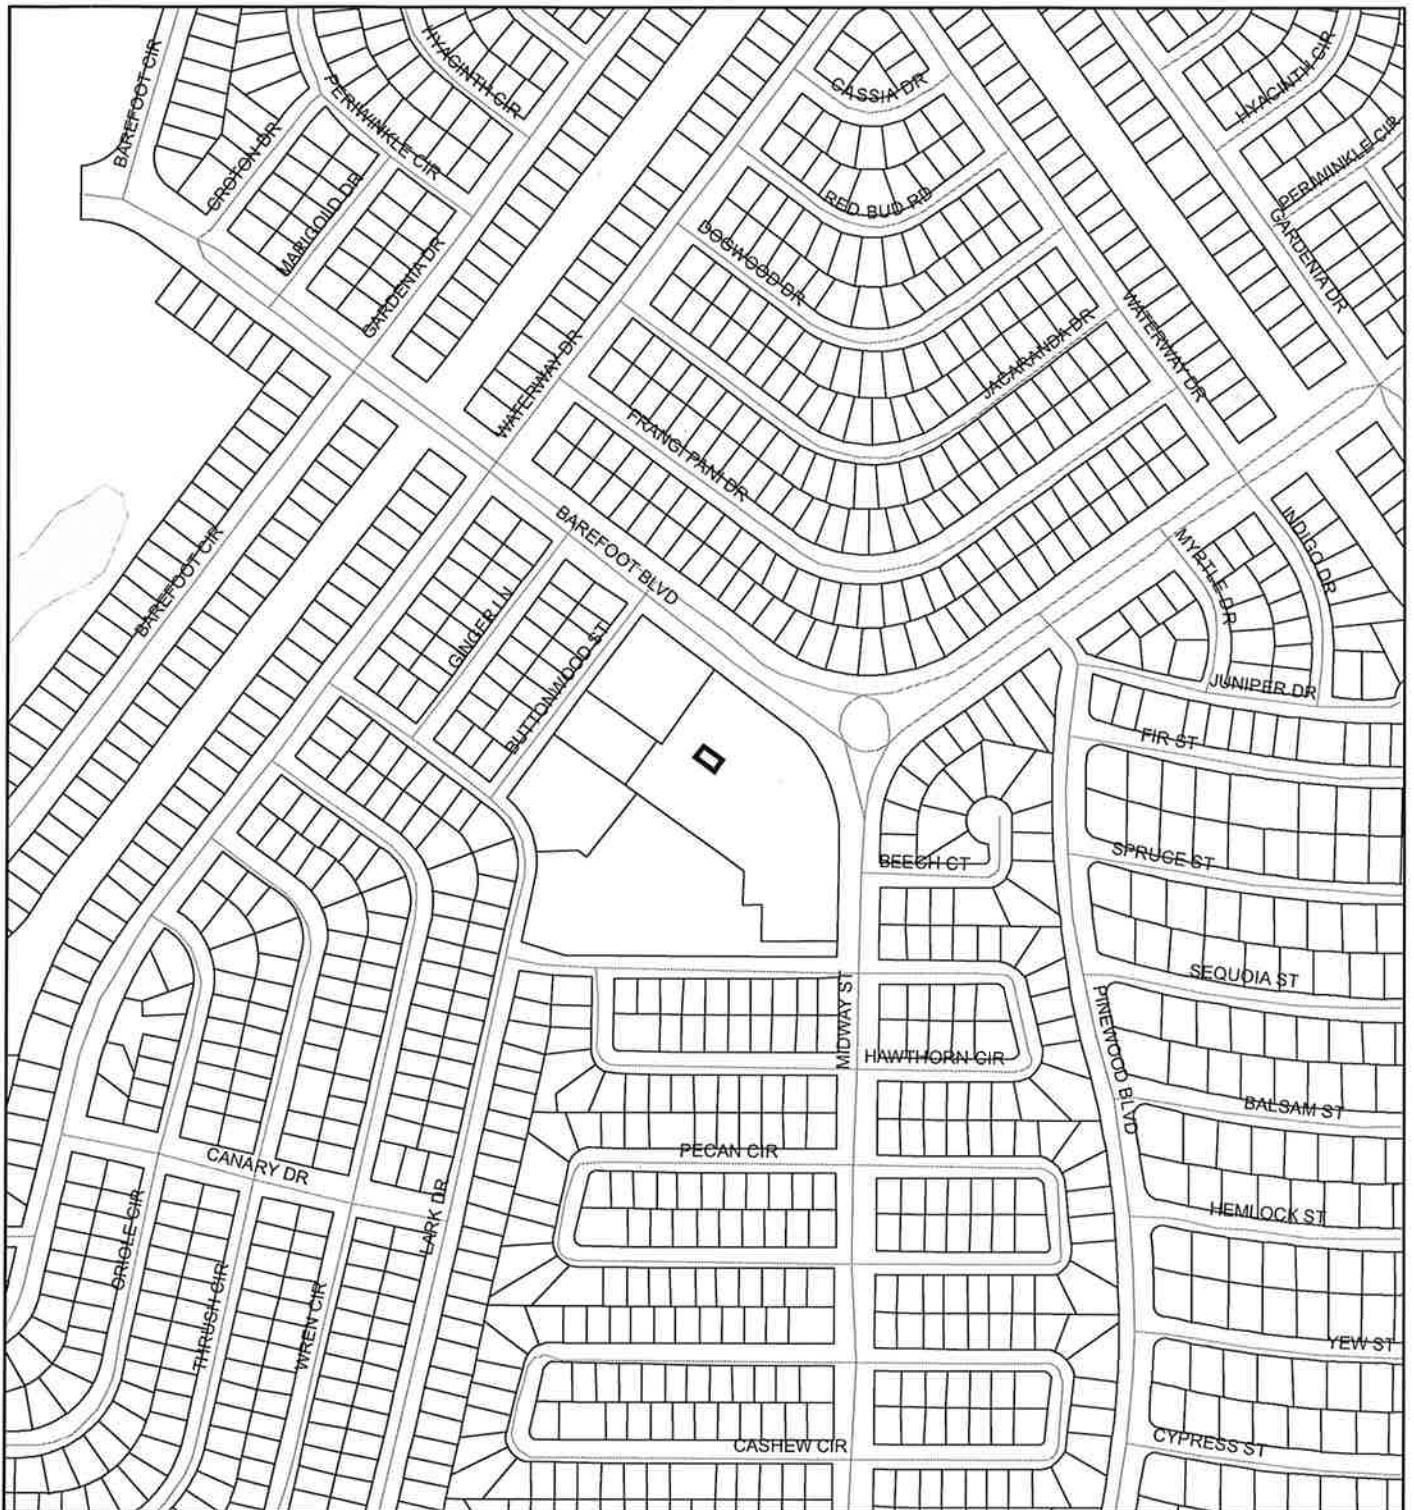 BAREFOOT CIR
HYACINTH CIR
PERIWINKLE CIR
CROTON DR
MARIGOLD DR
GARDENIA DR
CASSIA DR
RED BUD RD
DOGWOOD DR
HYACINTH CIR
PERIWINKLE CIR
GARDENIA DR
WATERWAY DR
JACARANDA DR
WATERWAY DR
FRANGI PANI DR
BAREFOOT BLVD
BAREFOOT CIR
GINGER LN
BUTTONWOOD ST
INDIGO DR
MYRTLE DR
JUNIPER DR
FIR ST
SPRUCE ST
BEECH CT
SEQUOIA ST
MIDWAY ST
PINEWOOD BLVD
HAWTHORN CIR
BALSAM ST
PECAN CIR
CANARY DR
LARK DR
ORIOLE CIR
THRUSH CIR
WREN CIR
HEMLOCK ST
YEW ST
CASHEW CIR
CYPRESS ST